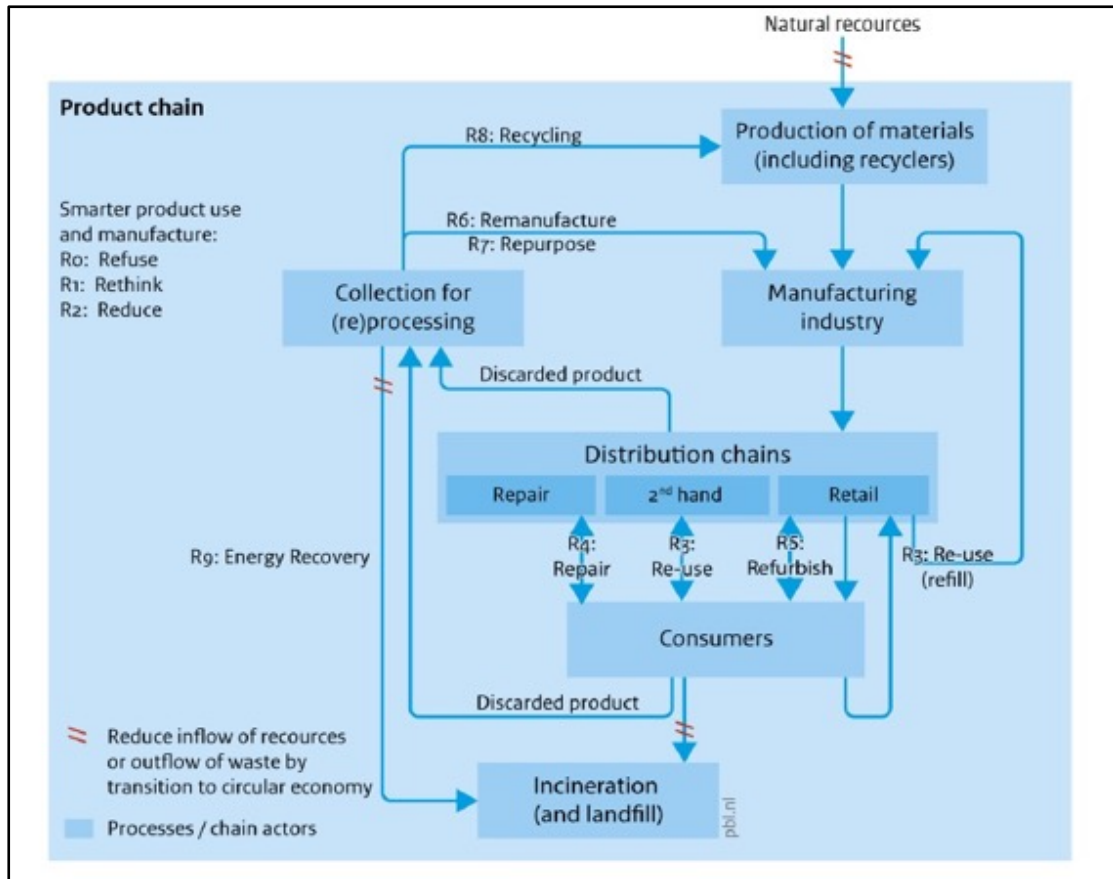 Natural recources
Product chain
Production of materials
(including recyclers)
R8: Recycling
Smarter product use
and manufacture:
R0: Refuse
R1: Rethink
R2: Reduce
R6: Remanufacture
R7: Repurpose
Collection for
(re)processing
Manufacturing
industry
Discarded product
Distribution chains
Repair
2nd hand
Retail
R9: Energy Recovery
R4:
Repair
R3:
Re-use
R5:
Refurbish
R3: Re-use
(refill)
Consumers
Discarded product
Reduce inflow of recources
or outflow of waste by
transition to circular economy
Incineration
(and landfill)
pbl.nl
Processes / chain actors